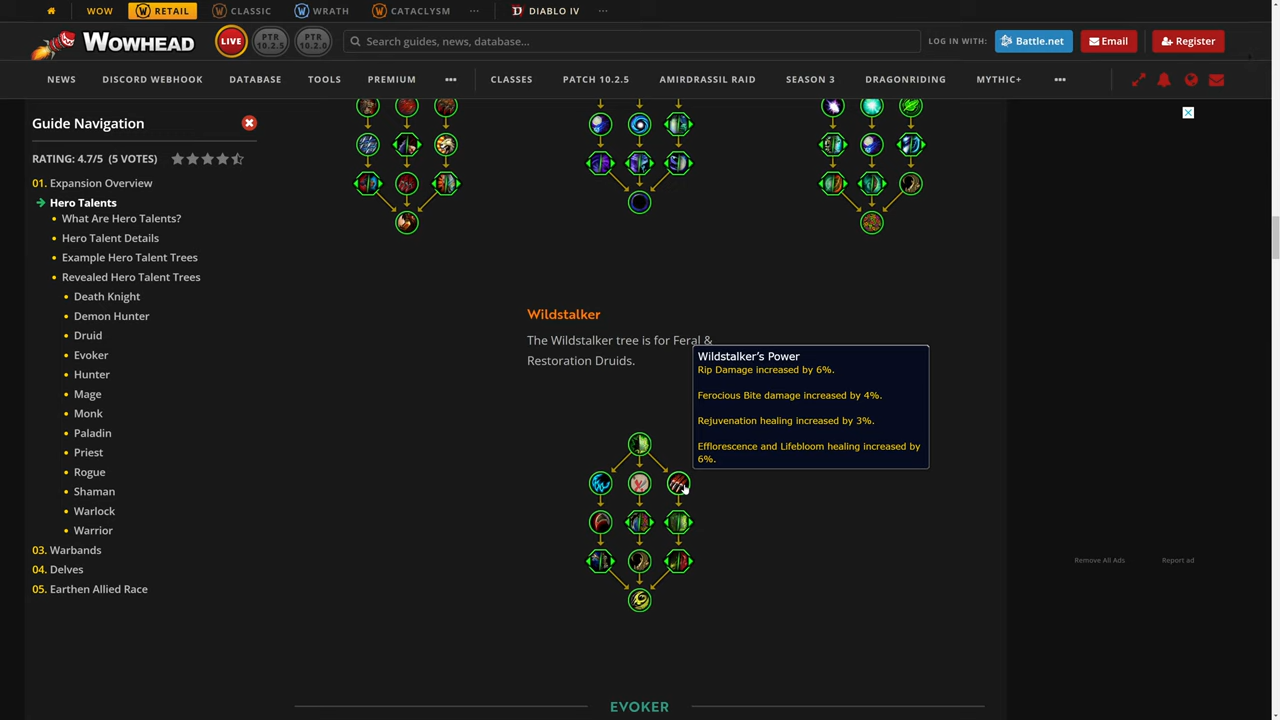 WOW
RETAIL
CLASSIC
WRATH
CATACLYSM
DIABLO IV
WOWHEAD
LIVE
PTR
10.2.5
PTR
10.2.0
Search guides, news, database...
LOG IN WITH:
Battle.net
Email
Register
NEWS
DISCORD WEBHOOK
DATABASE
TOOLS
PREMIUM
CLASSES
PATCH 10.2.5
AMIRDRASSIL RAID
SEASON 3
DRAGONRIDING
MYTHIC+
Guide Navigation
RATING: 4.7/5 (5 VOTES)
01. Expansion Overview
Hero Talents
What Are Hero Talents?
Hero Talent Details
Example Hero Talent Trees
Revealed Hero Talent Trees
Death Knight
Demon Hunter
Druid
Evoker
Hunter
Mage
Monk
Paladin
Priest
Rogue
Shaman
Warlock
Warrior
03. Warbands
04. Delves
05. Earthen Allied Race
Wildstalker
The Wildstalker tree is for Feral &
Restoration Druids.
Wildstalker's Power
Rip Damage increased by 6%.
Ferocious Bite damage increased by 4%.
Rejuvenation healing increased by 3%.
Efflorescence and Lifebloom healing increased by
6%.
Remove All Ads
Report ad
EVOKER